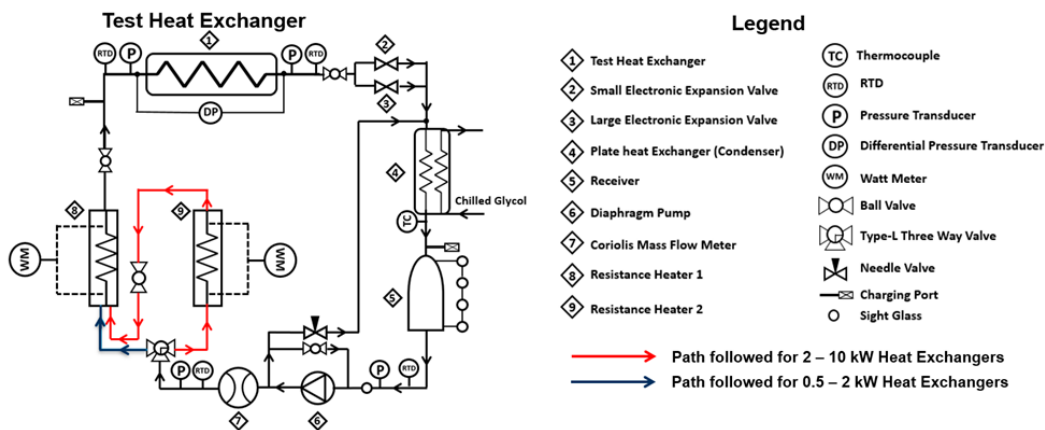 Test Heat Exchanger
1
RTD
P
P
RTD
2
DP
3
4
Chilled Glycol
TC
8
9
WM
WM
5
P
RTD
P
RTD
7
6
Legend
1 Test Heat Exchanger
2 Small Electronic Expansion Valve
3 Large Electronic Expansion Valve
4 Plate heat Exchanger (Condenser)
5 Receiver
6 Diaphragm Pump
7 Coriolis Mass Flow Meter
8 Resistance Heater 1
9 Resistance Heater 2
TC Thermocouple
RTD RTD
P Pressure Transducer
DP Differential Pressure Transducer
WM Watt Meter
Ball Valve
Type-L Three Way Valve
Needle Valve
Charging Port
Sight Glass
Path followed for 2 – 10 kW Heat Exchangers
Path followed for 0.5 – 2 kW Heat Exchangers